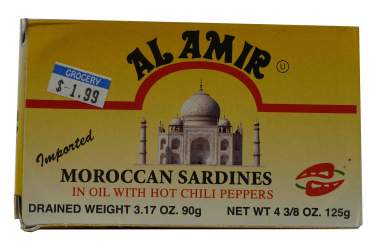 AL AMIR
U
GROCERY
$ 1.99
Imported
MOROCCAN SARDINES
IN OIL WITH HOT CHILI PEPPERS
DRAINED WEIGHT 3.17 OZ. 90g NET WT 4 3/8 OZ. 125g